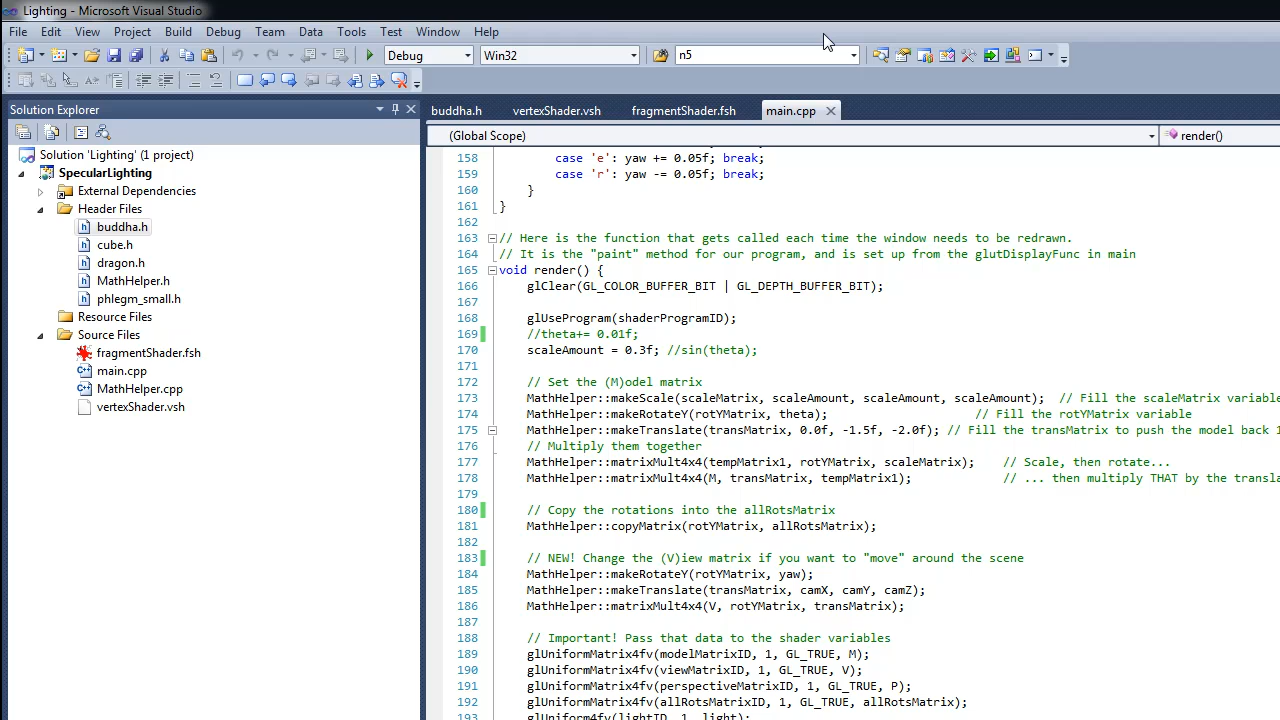 Lighting - Microsoft Visual Studio
File Edit View Project Build Debug Team Data Tools Test Window Help
Debug Win32 n5
Solution Explorer
Solution 'Lighting' (1 project)
SpecularLighting
External Dependencies
Header Files
buddha.h
cube.h
dragon.h
MathHelper.h
phlegm_small.h
Resource Files
Source Files
fragmentShader.fsh
main.cpp
MathHelper.cpp
vertexShader.vsh
buddha.h vertexShader.vsh fragmentShader.fsh main.cpp
(Global Scope) render()
158 case 'e': yaw += 0.05f; break;
159 case 'r': yaw -= 0.05f; break;
160 }
161 }
162
163 // Here is the function that gets called each time the window needs to be redrawn.
164 // It is the "paint" method for our program, and is set up from the glutDisplayFunc in main
165 void render() {
166 glClear(GL_COLOR_BUFFER_BIT | GL_DEPTH_BUFFER_BIT);
167
168 glUseProgram(shaderProgramID);
169 //theta+= 0.01f;
170 scaleAmount = 0.3f; //sin(theta);
171
172 // Set the (M)odel matrix
173 MathHelper::makeScale(scaleMatrix, scaleAmount, scaleAmount, scaleAmount); // Fill the scaleMatrix variable
174 MathHelper::makeRotateY(rotYMatrix, theta); // Fill the rotYMatrix variable
175 MathHelper::makeTranslate(transMatrix, 0.0f, -1.5f, -2.0f); // Fill the transMatrix to push the model back 1
176 // Multiply them together
177 MathHelper::matrixMult4x4(tempMatrix1, rotYMatrix, scaleMatrix); // Scale, then rotate...
178 MathHelper::matrixMult4x4(M, transMatrix, tempMatrix1); // ... then multiply THAT by the transla
179
180 // Copy the rotations into the allRotsMatrix
181 MathHelper::copyMatrix(rotYMatrix, allRotsMatrix);
182
183 // NEW! Change the (V)iew matrix if you want to "move" around the scene
184 MathHelper::makeRotateY(rotYMatrix, yaw);
185 MathHelper::makeTranslate(transMatrix, camX, camY, camZ);
186 MathHelper::matrixMult4x4(V, rotYMatrix, transMatrix);
187
188 // Important! Pass that data to the shader variables
189 glUniformMatrix4fv(modelMatrixID, 1, GL_TRUE, M);
190 glUniformMatrix4fv(viewMatrixID, 1, GL_TRUE, V);
191 glUniformMatrix4fv(perspectiveMatrixID, 1, GL_TRUE, P);
192 glUniformMatrix4fv(allRotsMatrixID, 1, GL_TRUE, allRotsMatrix);
193 glUniform4fv(lightID, 1, light);